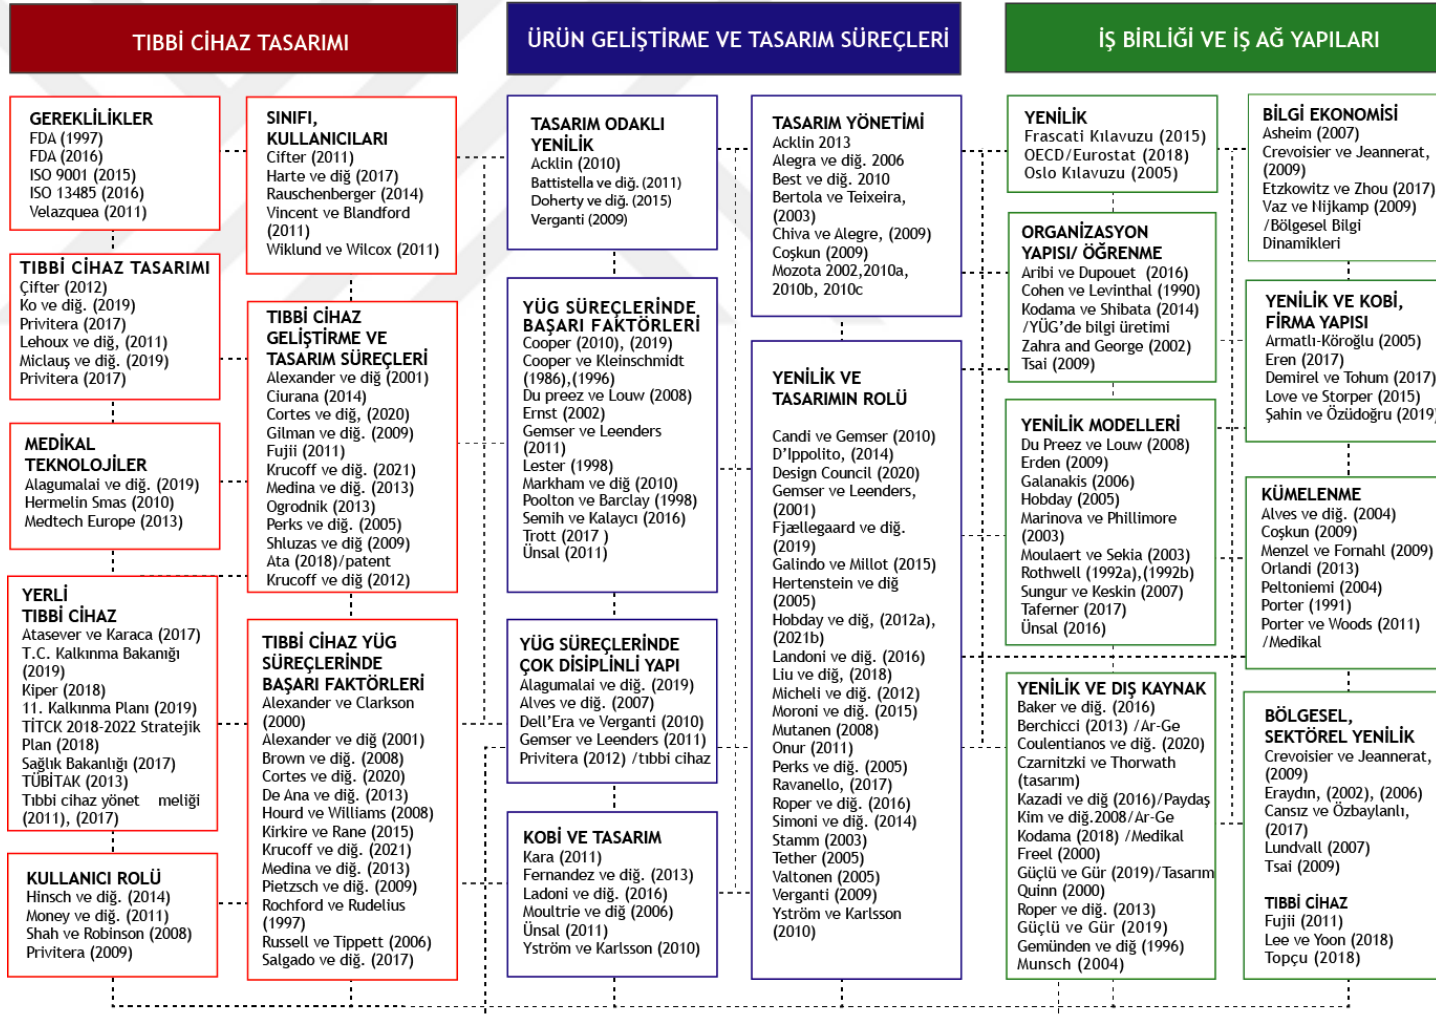 TIBBİ CİHAZ TASARIMI
GEREKLİLİKLER
FDA (1997)
FDA (2016)
ISO 9001 (2015)
ISO 13485 (2016)
Velazquea (2011)
TIBBİ CİHAZ TASARIMI
Çifter (2012)
Ko ve diğ. (2019)
Privitera (2017)
Lehoux ve diğ, (2011)
Miclauş ve diğ. (2019)
Privitera (2017)
MEDİKAL
TEKNOLOJİLER
Alagumalai ve diğ. (2019)
Hermelin Smas (2010)
Medtech Europe (2013)
YERLİ
TIBBİ CİHAZ
Atasever ve Karaca (2017)
T.C. Kalkınma Bakanığı
(2019)
Kiper (2018)
11. Kalkınma Planı (2019)
TİTCK 2018-2022 Stratejik
Plan (2018)
Sağlık Bakanlığı (2017)
TÜBİTAK (2013)
Tıbbi cihaz yönet meliği
(2011), (2017)
KULLANICI ROLÜ
Hinsch ve diğ. (2014)
Money ve diğ. (2011)
Shah ve Robinson (2008)
Privitera (2009)
SINIFI,
KULLANICILARI
Cifter (2011)
Harte ve diğ (2017)
Rauschenberger (2014)
Vincent ve Blandford
(2011)
Wiklund ve Wilcox (2011)
TIBBİ CİHAZ
GELİŞTİRME VE
TASARIM SÜREÇLERİ
Alexander ve diğ (2001)
Ciurana (2014)
Cortes ve diğ, (2020)
Gilman ve diğ. (2009)
Fujii (2011)
Krucoff ve diğ. (2021)
Medina ve diğ. (2013)
Ogrodnik (2013)
Perks ve diğ. (2005)
Shluzas ve diğ (2009)
Ata (2018)/patent
Krucoff ve diğ (2012)
TIBBİ CİHAZ YÜG
SÜREÇLERİNDE
BAŞARI FAKTÖRLERİ
Alexander ve Clarkson
(2000)
Alexander ve diğ (2001)
Brown ve diğ. (2008)
Cortes ve diğ. (2020)
De Ana ve diğ. (2013)
Hourd ve Williams (2008)
Kirkire ve Rane (2015)
Krucoff ve diğ. (2021)
Medina ve diğ. (2013)
Pietzsch ve diğ. (2009)
Rochford ve Rudelius
(1997)
Russell ve Tippett (2006)
Salgado ve diğ. (2017)
ÜRÜN GELİŞTİRME VE TASARIM SÜREÇLERİ
TASARIM ODAKLI
YENİLİK
Acklin (2010)
Battistella ve diğ. (2011)
Doherty ve diğ. (2015)
Verganti (2009)
YÜG SÜREÇLERİNDE
BAŞARI FAKTÖRLERİ
Cooper (2010), (2019)
Cooper ve Kleinschmidt
(1986),(1996)
Du preez ve Louw (2008)
Ernst (2002)
Gemser ve Leenders
(2011)
Lester (1998)
Markham ve diğ (2010)
Poolton ve Barclay (1998)
Semih ve Kalaycı (2016)
Trott (2017 )
Ünsal (2011)
YÜG SÜREÇLERİNDE
ÇOK DİSİPLİNLİ YAPI
Alagumalai ve diğ. (2019)
Alves ve diğ. (2007)
Dell'Era ve Verganti (2010)
Gemser ve Leenders (2011)
Privitera (2012) /tıbbi cihaz
KOBİ VE TASARIM
Kara (2011)
Fernandez ve diğ. (2013)
Ladoni ve diğ. (2016)
Moultrie ve diğ (2006)
Ünsal (2011)
Yström ve Karlsson (2010)
TASARIM YÖNETİMİ
Acklin 2013
Alegra ve diğ. 2006
Best ve diğ. 2010
Bertola ve Teixeira,
(2003)
Chiva ve Alegre, (2009)
Coşkun (2009)
Mozota 2002,2010a,
2010b, 2010c
YENİLİK VE
TASARIMIN ROLÜ
Candi ve Gemser (2010)
D'Ippolito, (2014)
Design Council (2020)
Gemser ve Leenders,
(2001)
Fjællegaard ve diğ.
(2019)
Galindo ve Millot (2015)
Hertenstein ve diğ
(2005)
Hobday ve diğ, (2012a),
(2021b)
Landoni ve diğ. (2016)
Liu ve diğ, (2018)
Micheli ve diğ. (2012)
Moroni ve diğ. (2015)
Mutanen (2008)
Onur (2011)
Perks ve diğ. (2005)
Ravanello, (2017)
Roper ve diğ. (2016)
Simoni ve diğ. (2014)
Stamm (2003)
Tether (2005)
Valtonen (2005)
Verganti (2009)
Yström ve Karlsson
(2010)
İŞ BİRLİĞİ VE İŞ AĞ YAPILARI
YENİLİK
Frascati Kılavuzu (2015)
OECD/Eurostat (2018)
Oslo Kılavuzu (2005)
ORGANİZASYON
YAPISI/ ÖĞRENME
Aribi ve Dupouet (2016)
Cohen ve Levinthal (1990)
Kodama ve Shibata (2014)
/YÜG'de bilgi üretimi
Zahra and George (2002)
Tsai (2009)
YENİLİK MODELLERİ
Du Preez ve Louw (2008)
Erden (2009)
Galanakis (2006)
Hobday (2005)
Marinova ve Phillimore
(2003)
Moulaert ve Sekia (2003)
Rothwell (1992a),(1992b)
Sungur ve Keskin (2007)
Taferner (2017)
Ünsal (2016)
YENİLİK VE DIŞ KAYNAK
Baker ve diğ. (2016)
Berchicci (2013) /Ar-Ge
Coulentianos ve diğ. (2020)
Czarnitzki ve Thorwath
(tasarım)
Kazadi ve diğ (2016)/Paydaş
Kim ve diğ.2008/Ar-Ge
Kodama (2018) /Medikal
Freel (2000)
Güçlü ve Gür (2019)/Tasarım
Quinn (2000)
Roper ve diğ. (2013)
Güçlü ve Gür (2019)
Gemünden ve diğ (1996)
Munsch (2004)
BİLGİ EKONOMİSİ
Asheim (2007)
Crevoisier ve Jeannerat,
(2009)
Etzkowitz ve Zhou (2017)
Vaz ve Nijkamp (2009)
/Bölgesel Bilgi
Dinamikleri
YENİLİK VE KOBİ,
FİRMA YAPISI
Armatlı-Köroğlu (2005)
Eren (2017)
Demirel ve Tohum (2017)
Love ve Storper (2015)
Şahin ve Özüdoğru (2019)
KÜMELENME
Alves ve diğ. (2004)
Coşkun (2009)
Menzel ve Fornahl (2009)
Orlandi (2013)
Peltoniemi (2004)
Porter (1991)
Porter ve Woods (2011)
/Medikal
BÖLGESEL,
SEKTÖREL YENİLİK
Crevoisier ve Jeannerat,
(2009)
Eraydın, (2002), (2006)
Cansız ve Özbaylanlı,
(2017)
Lundvall (2007)
Tsai (2009)
TIBBİ CİHAZ
Fujii (2011)
Lee ve Yoon (2018)
Topçu (2018)